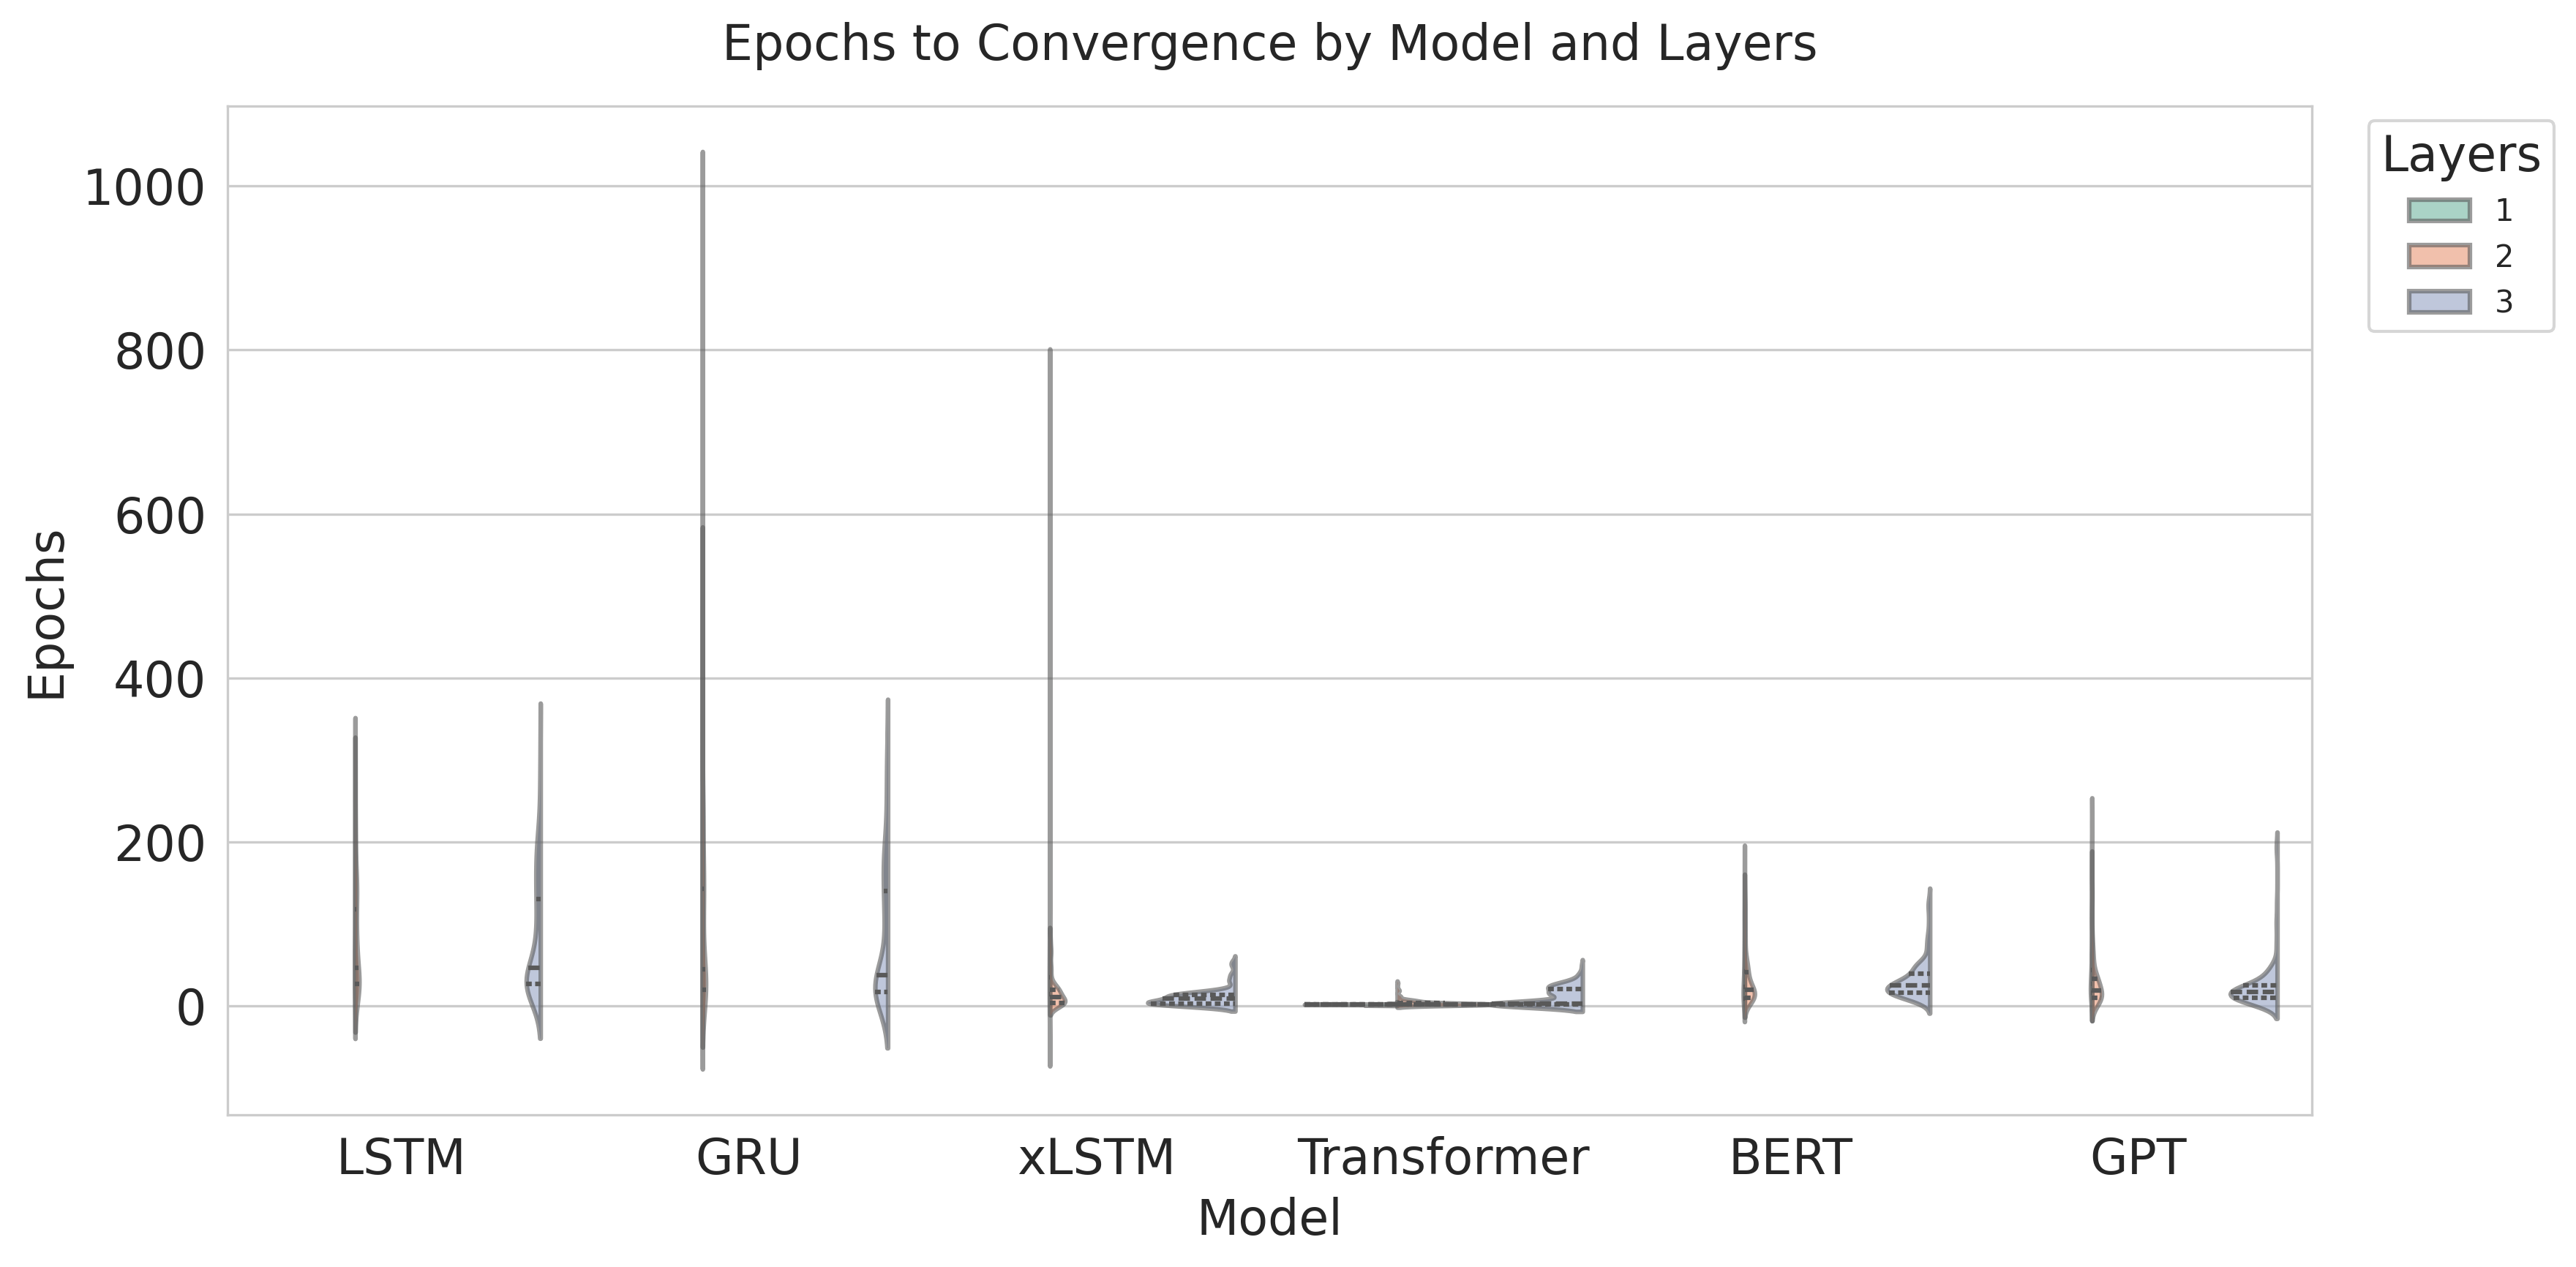 Epochs to Convergence by Model and Layers
Layers
1
2
3
1000
800
600
400
200
0
Epochs
LSTM GRU xLSTM Transformer BERT GPT
Model